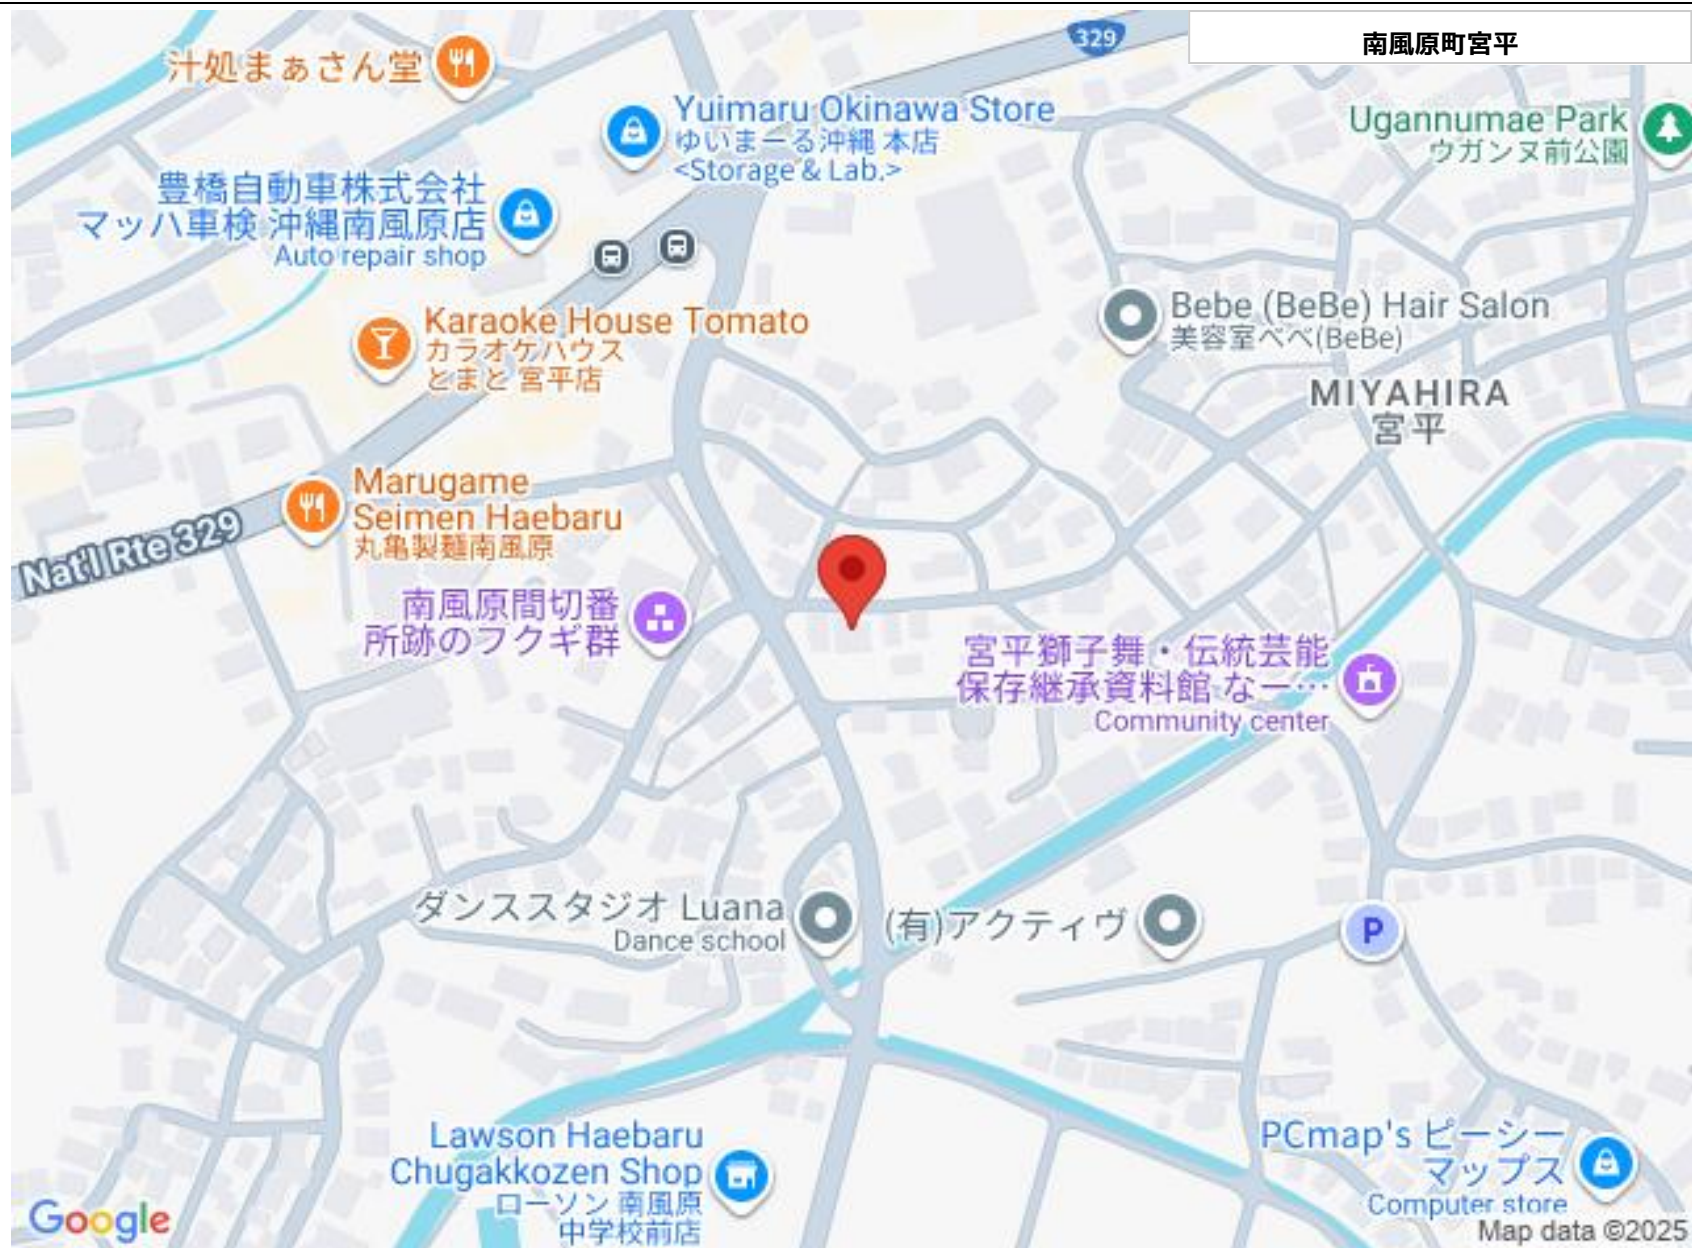 南風原町宮平
329
汁処まぁさん堂
Yuimaru Okinawa Store
ゆいまーる沖縄 本店
<Storage & Lab.>
Ugannumae Park
ウガンヌ前公園
豊橋自動車株式会社
マッハ車検 沖縄南風原店
Auto repair shop
Karaoke House Tomato
カラオケハウス
とまと 宮平店
Bebe (BeBe) Hair Salon
美容室べべ(BeBe)
MIYAHIRA
宮平
Marugame
Seimen Haebaru
丸亀製麺南風原
Nat'l Rte 329
南風原間切番
所跡のフクギ群
宮平獅子舞・伝統芸能
保存継承資料館 なー…
Community center
ダンススタジオ Luana
Dance school
(有)アクティヴ
P
Lawson Haebaru
Chugakkozen Shop
ローソン 南風原
中学校前店
PCmap's ピーシー
マップス
Computer store
Google
Map data ©2025